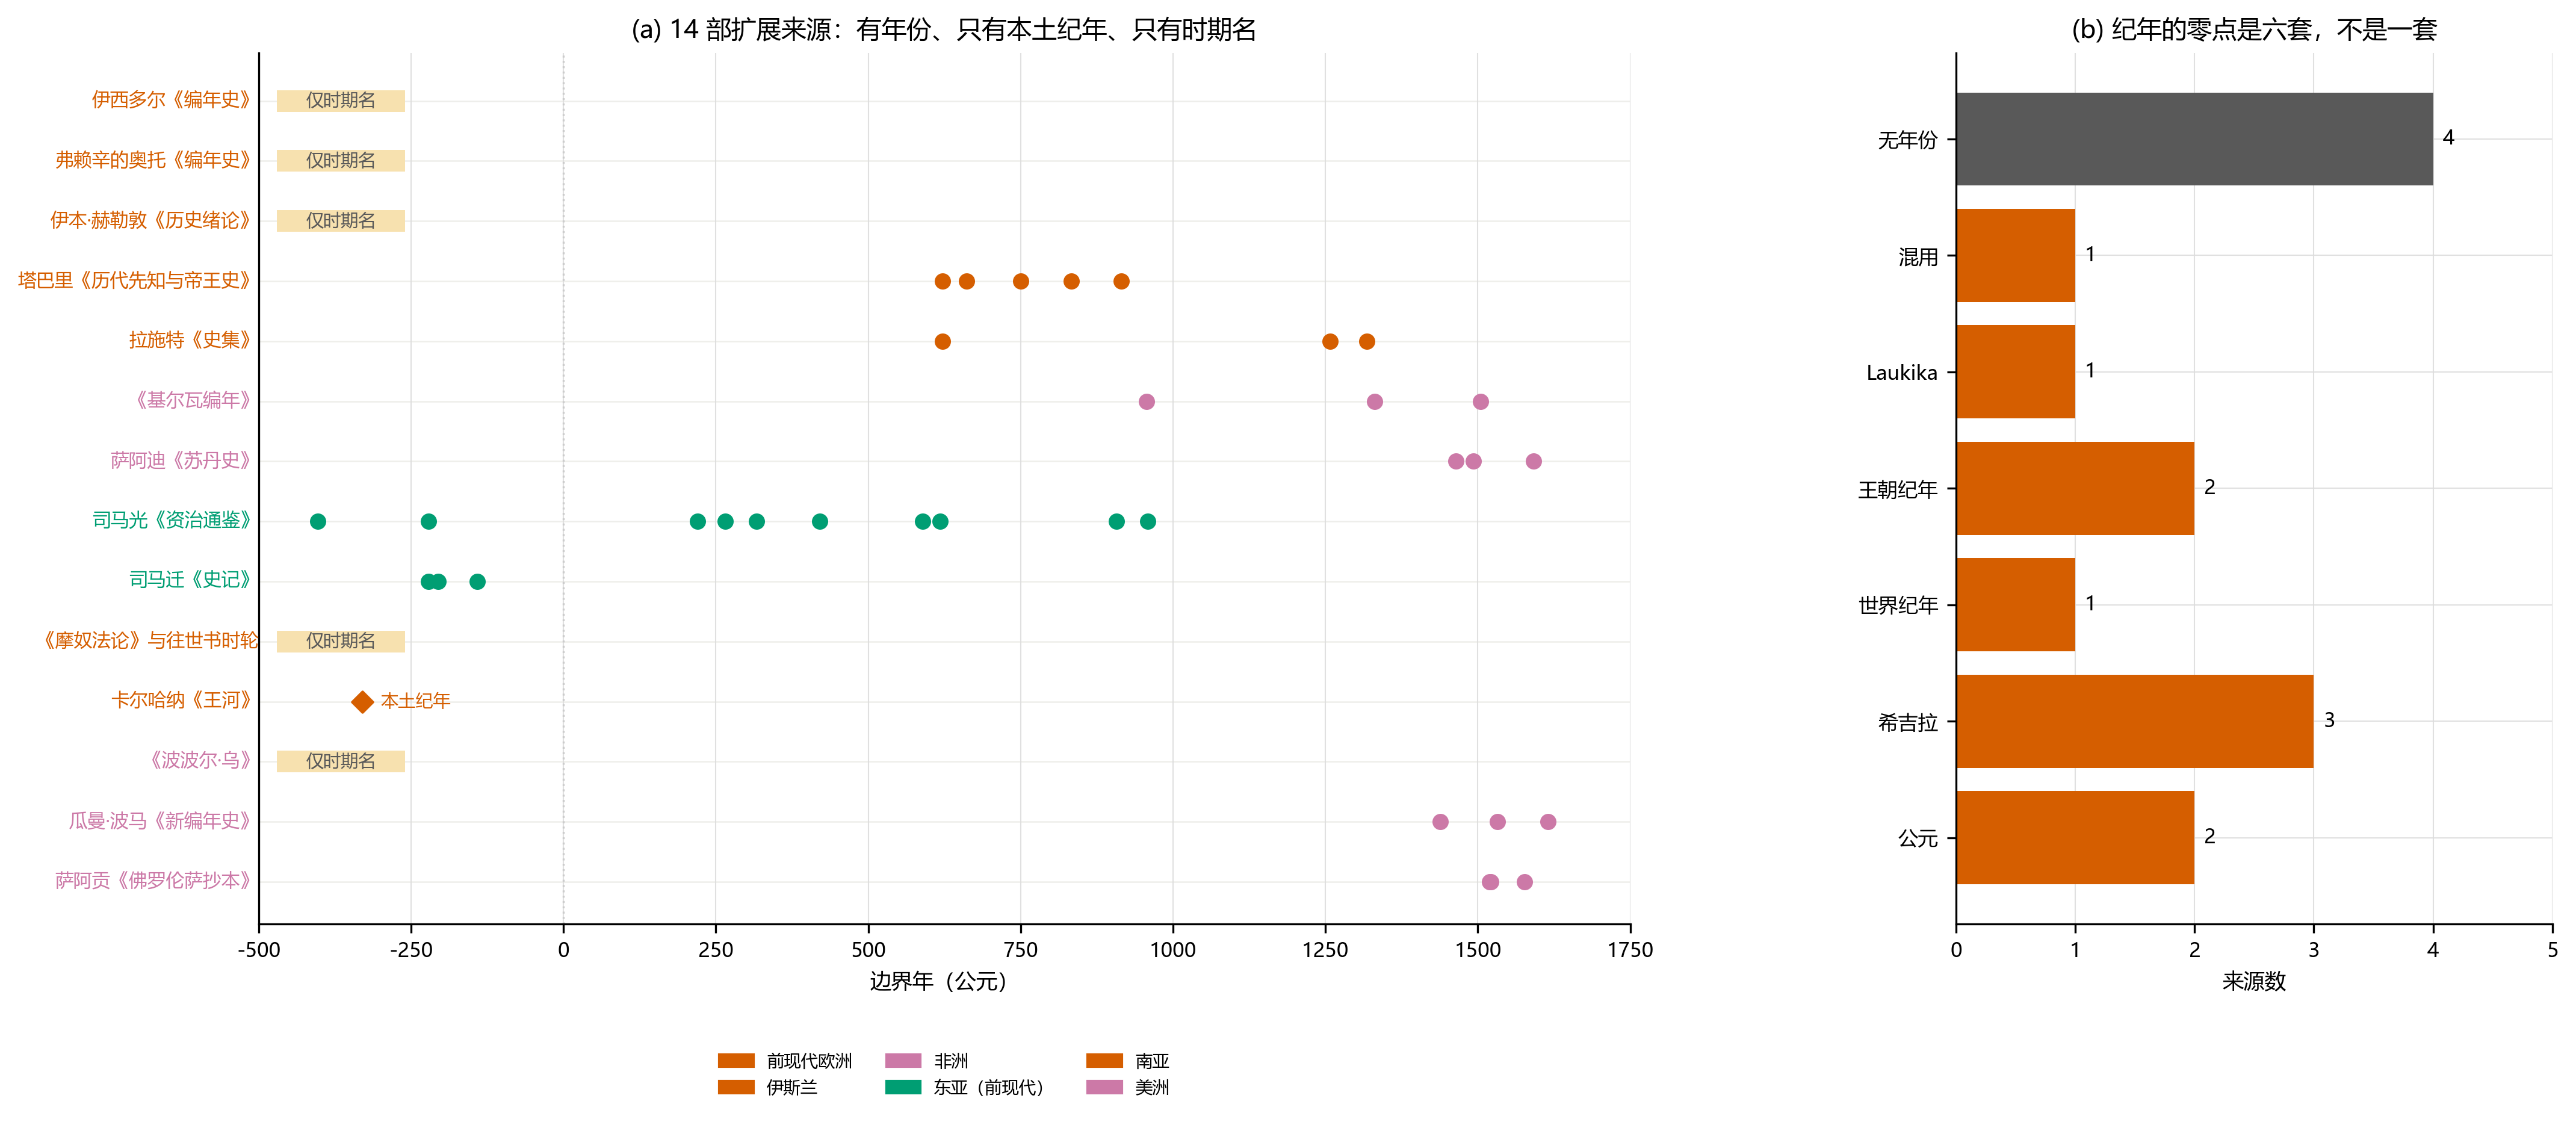 (a) 14 部扩展来源：有年份、只有本土纪年、只有时期名
伊西多尔《编年史》 仅时期名
弗赖辛的奥托《编年史》 仅时期名
伊本·赫勒敦《历史绪论》 仅时期名
塔巴里《历代先知与帝王史》
拉施特《史集》
《基尔瓦编年》
萨阿迪《苏丹史》
司马光《资治通鉴》
司马迁《史记》
《摩奴法论》与往世书时轮 仅时期名
卡尔哈纳《王河》 本土纪年
《波波尔·乌》 仅时期名
瓜曼·波马《新编年史》
萨阿贡《佛罗伦萨抄本》
-500 -250 0 250 500 750 1000 1250 1500 1750
边界年（公元）
前现代欧洲 非洲 南亚
伊斯兰 东亚（前现代） 美洲
(b) 纪年的零点是六套，不是一套
无年份 4
混用 1
Laukika 1
王朝纪年 2
世界纪年 1
希吉拉 3
公元 2
0 1 2 3 4 5
来源数